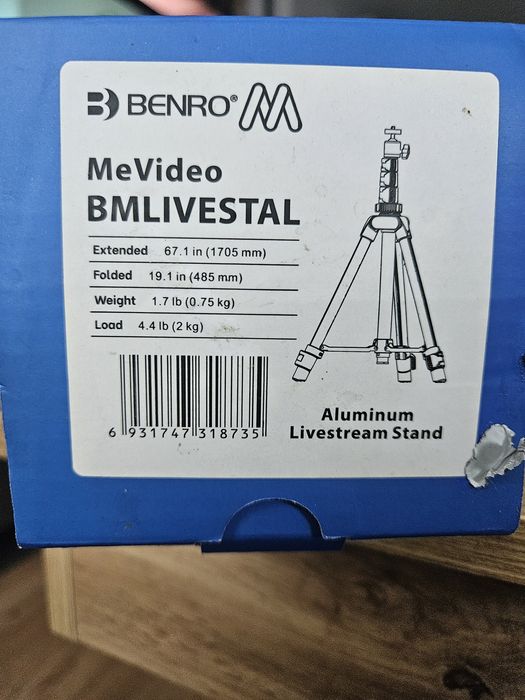 BENRO®
MeVideo
BMLIVESTAL
Extended 67.1 in (1705 mm)
Folded 19.1 in (485 mm)
Weight 1.7 lb (0.75 kg)
Load 4.4 lb (2 kg)
6 931747 318735
Aluminum
Livestream Stand